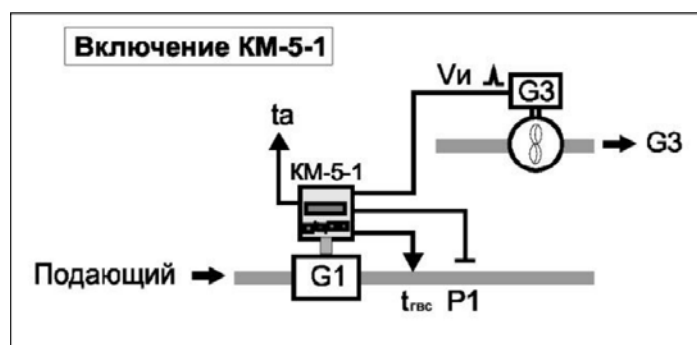 Включение КМ-5-1
Vи G3
ta
G3
КМ-5-1
Подающий G1
tгвс P1